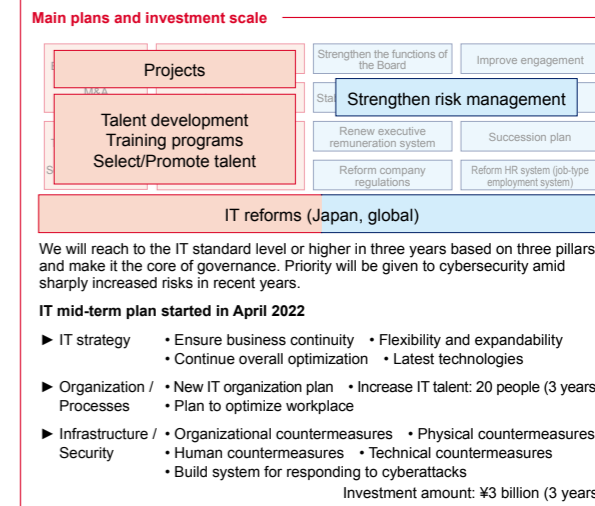 Main plans and investment scale
Projects
M&A
Strengthen the functions of
the Board
Improve engagement
Strengthen risk management
Talent development
Training programs
Select/Promote talent
Renew executive
remuneration system
Succession plan
Reform company
regulations
Reform HR system (job-type
employment system)
IT reforms (Japan, global)
We will reach to the IT standard level or higher in three years based on three pillars
and make it the core of governance. Priority will be given to cybersecurity amid
sharply increased risks in recent years.
IT mid-term plan started in April 2022
► IT strategy • Ensure business continuity • Flexibility and expandability
• Continue overall optimization • Latest technologies
► Organization / • New IT organization plan • Increase IT talent: 20 people (3 years
Processes • Plan to optimize workplace
► Infrastructure / • Organizational countermeasures • Physical countermeasures
Security • Human countermeasures • Technical countermeasures
• Build system for responding to cyberattacks
Investment amount: ¥3 billion (3 years